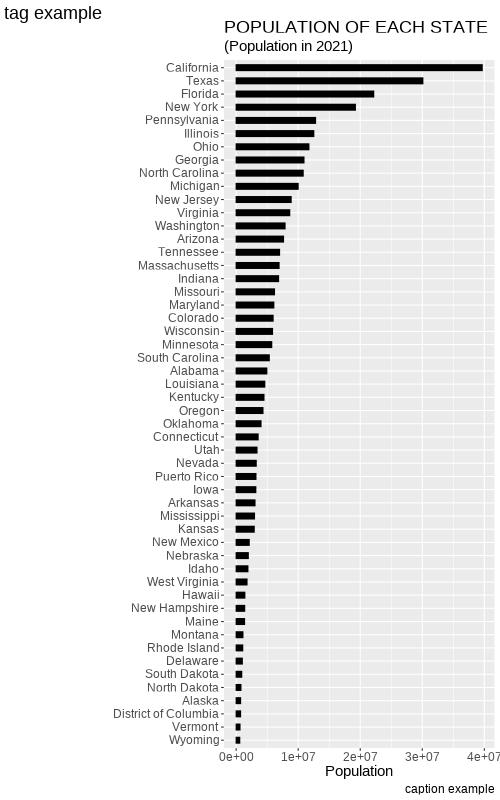 tag example
POPULATION OF EACH STATE
(Population in 2021)
California
Texas
Florida
New York
Pennsylvania
Illinois
Ohio
Georgia
North Carolina
Michigan
New Jersey
Virginia
Washington
Arizona
Tennessee
Massachusetts
Indiana
Missouri
Maryland
Colorado
Wisconsin
Minnesota
South Carolina
Alabama
Louisiana
Kentucky
Oregon
Oklahoma
Connecticut
Utah
Nevada
Puerto Rico
Iowa
Arkansas
Mississippi
Kansas
New Mexico
Nebraska
Idaho
West Virginia
Hawaii
New Hampshire
Maine
Montana
Rhode Island
Delaware
South Dakota
North Dakota
Alaska
District of Columbia
Vermont
Wyoming
0e+00 1e+07 2e+07 3e+07 4e+07
Population
caption example